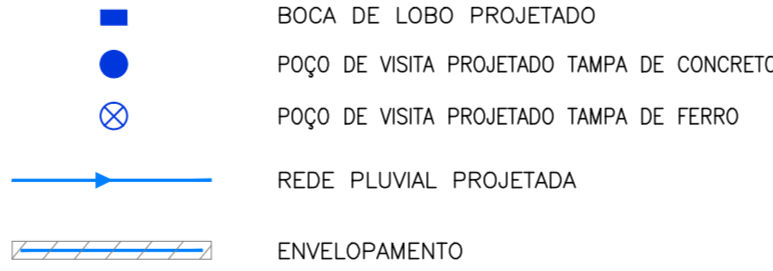 BOCA DE LOBO PROJETADO
POÇO DE VISITA PROJETADO TAMPA DE CONCRETO
POÇO DE VISITA PROJETADO TAMPA DE FERRO
REDE PLUVIAL PROJETADA
ENVELOPAMENTO